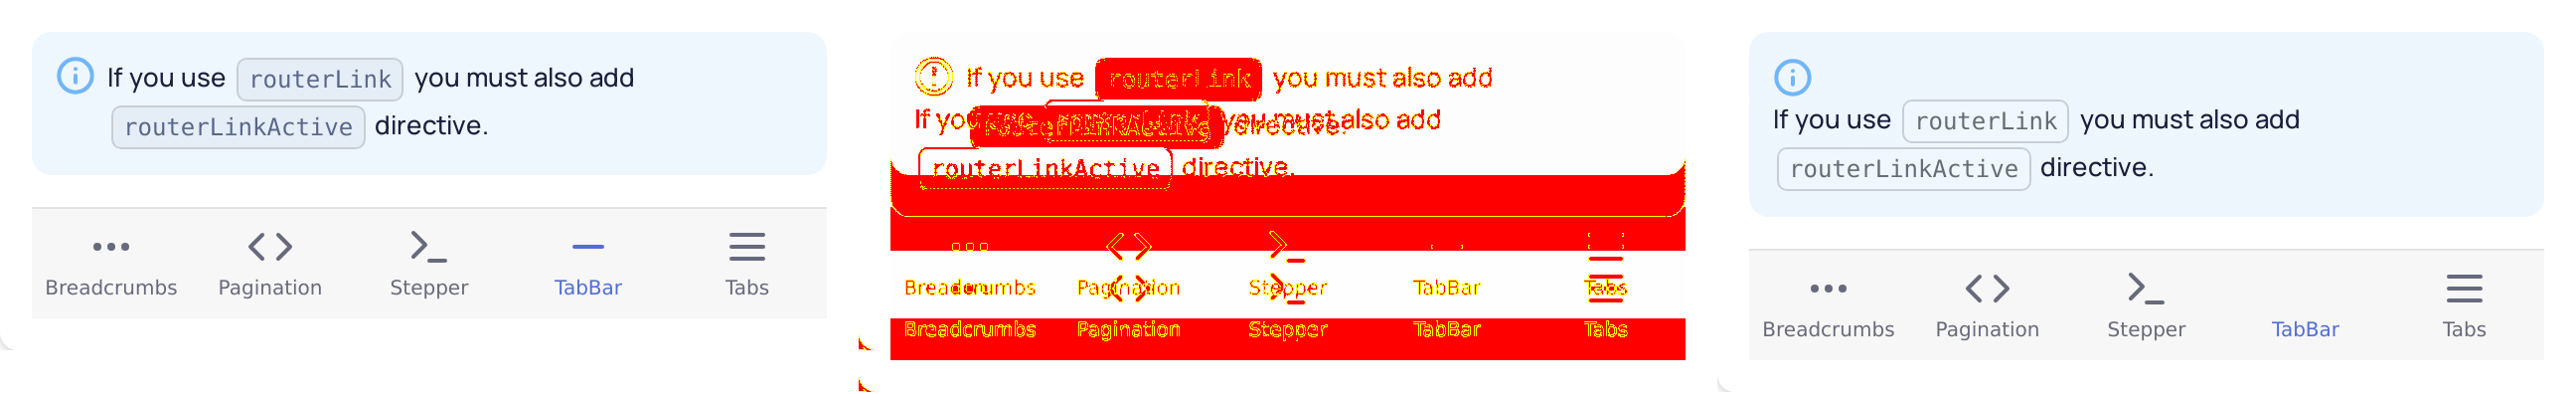 If you use routerLink you must also add
routerLinkActive directive.
Breadcrumbs Pagination Stepper TabBar Tabs
If you use routerLink you must also add
If you use routerLink you must also add
routerLinkActive directive.
routerLinkActive directive.
Breadcrumbs Pagination Stepper TabBar Tabs
Breadcrumbs Pagination Stepper TabBar Tabs
If you use routerLink you must also add
routerLinkActive directive.
Breadcrumbs Pagination Stepper TabBar Tabs